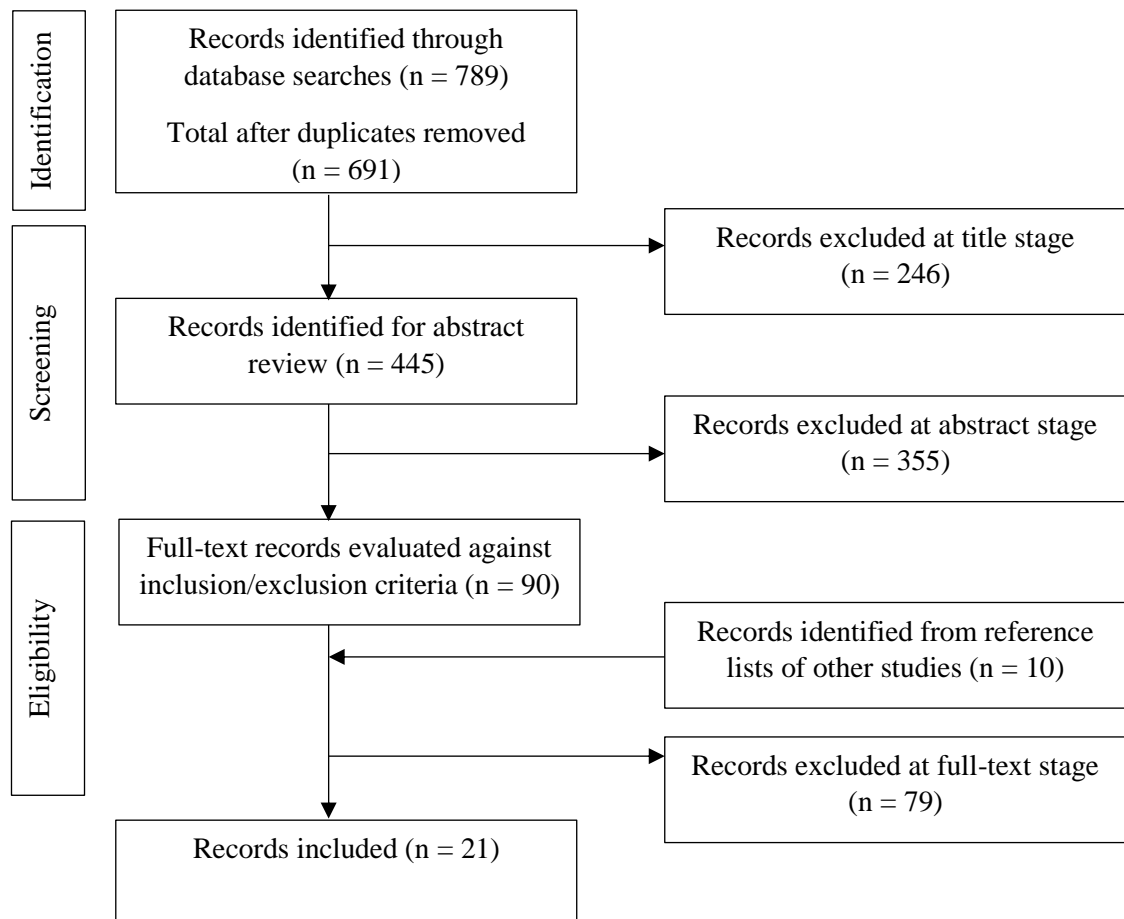 Identification
Records identified through
database searches (n = 789)
Total after duplicates removed
(n = 691)
Records excluded at title stage
(n = 246)
Screening
Records identified for abstract
review (n = 445)
Records excluded at abstract stage
(n = 355)
Eligibility
Full-text records evaluated against
inclusion/exclusion criteria (n = 90)
Records identified from reference
lists of other studies (n = 10)
Records excluded at full-text stage
(n = 79)
Records included (n = 21)